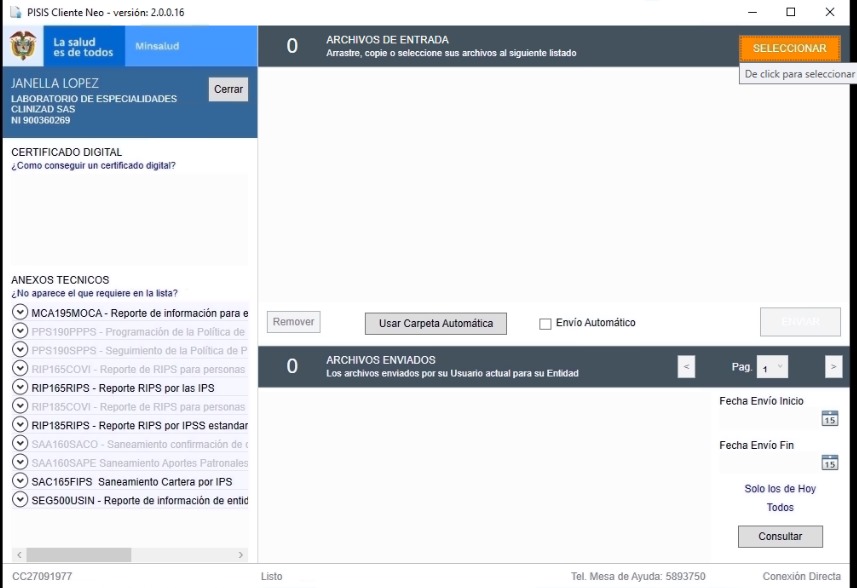 PISIS Cliente Neo - versión: 2.0.0.16
La salud
es de todos
Minsalud
JANELLA LOPEZ
LABORATORIO DE ESPECIALIDADES
CLINIZAD SAS
NI 900360269
Cerrar
CERTIFICADO DIGITAL
¿Como conseguir un certificado digital?
ANEXOS TECNICOS
¿No aparece el que requiere en la lista?
MCA195MOCA - Reporte de información para e
PPS190PPPS - Programación de la Política de
PPS190SPPS - Seguimiento de la Política de P
RIP165COVI - Reporte de RIPS para personas
RIP165RIPS - Reporte RIPS por las IPS
RIP185COVI - Reporte de RIPS para personas
RIP185RIPS - Reporte RIPS por IPSS estandar
SAA160SACO - Saneamiento confirmación de d
SAA160SAPE Saneamiento Aportes Patronales
SAC165FIPS Saneamiento Cartera por IPS
SEG500USIN - Reporte de información de entid
0
ARCHIVOS DE ENTRADA
Arrastre, copie o seleccione sus archivos al siguiente listado
SELECCIONAR
De click para seleccionar
Remover
Usar Carpeta Automática
Envío Automático
ENVIAR
0
ARCHIVOS ENVIADOS
Los archivos enviados por su Usuario actual para su Entidad
<
Pag.
1
>
Fecha Envío Inicio
15
Fecha Envío Fin
15
Solo los de Hoy
Todos
Consultar
CC27091977
Listo
Tel. Mesa de Ayuda: 5893750
Conexión Directa